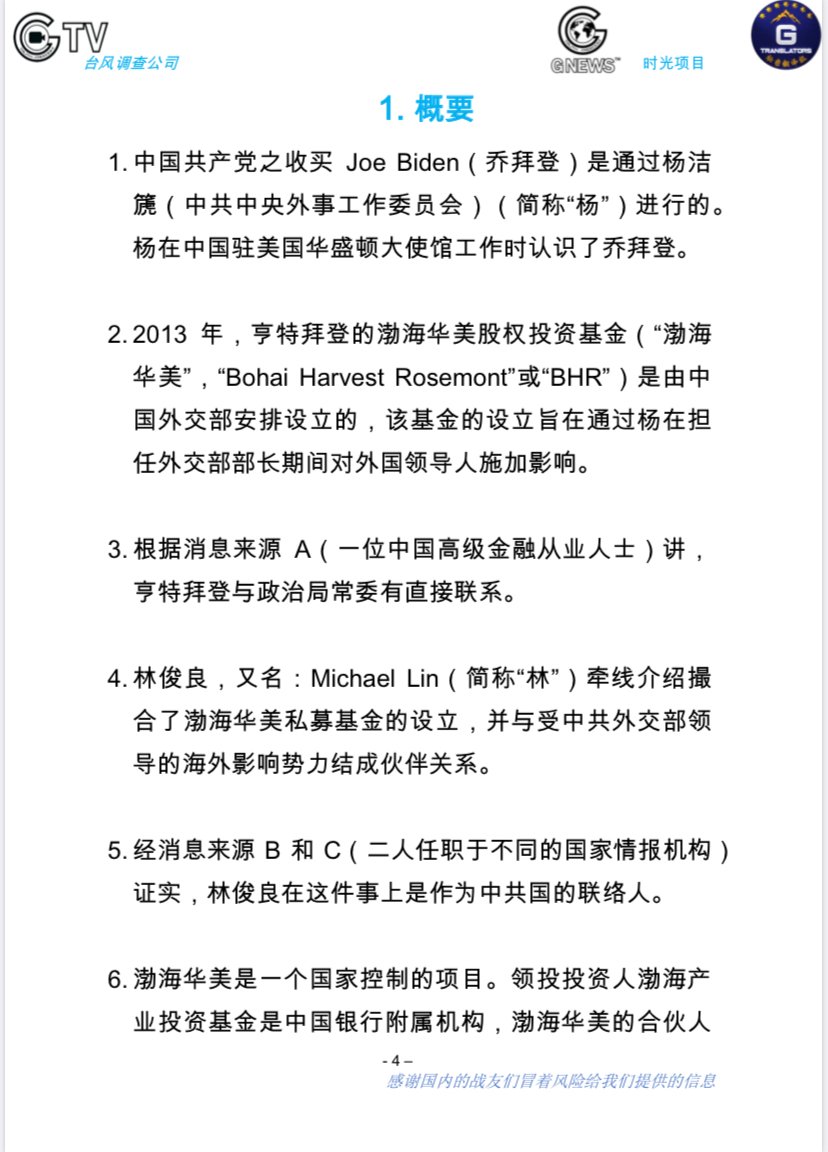 GTV
台风调查公司
GNEWS™
时光项目
G
TRANSLATORS
1. 概要
1. 中国共产党之收买 Joe Biden（乔拜登）是通过杨洁
篪（中共中央外事工作委员会）（简称“杨”）进行的。
杨在中国驻美国华盛顿大使馆工作时认识了乔拜登。
2. 2013 年，亨特拜登的渤海华美股权投资基金（“渤海
华美”，“Bohai Harvest Rosemont”或“BHR”）是由中
国外交部安排设立的，该基金的设立旨在通过杨在担
任外交部部长期间对外国领导人施加影响。
3. 根据消息来源 A（一位中国高级金融从业人士）讲，
亨特拜登与政治局常委有直接联系。
4. 林俊良，又名：Michael Lin（简称“林”）牵线介绍撮
合了渤海华美私募基金的设立，并与受中共外交部领
导的海外影响势力结成伙伴关系。
5. 经消息来源 B 和 C（二人任职于不同的国家情报机构）
证实，林俊良在这件事上是作为中共国的联络人。
6. 渤海华美是一个国家控制的项目。领投投资人渤海产
业投资基金是中国银行附属机构，渤海华美的合伙人
- 4 –
感谢国内的战友们冒着风险给我们提供的信息